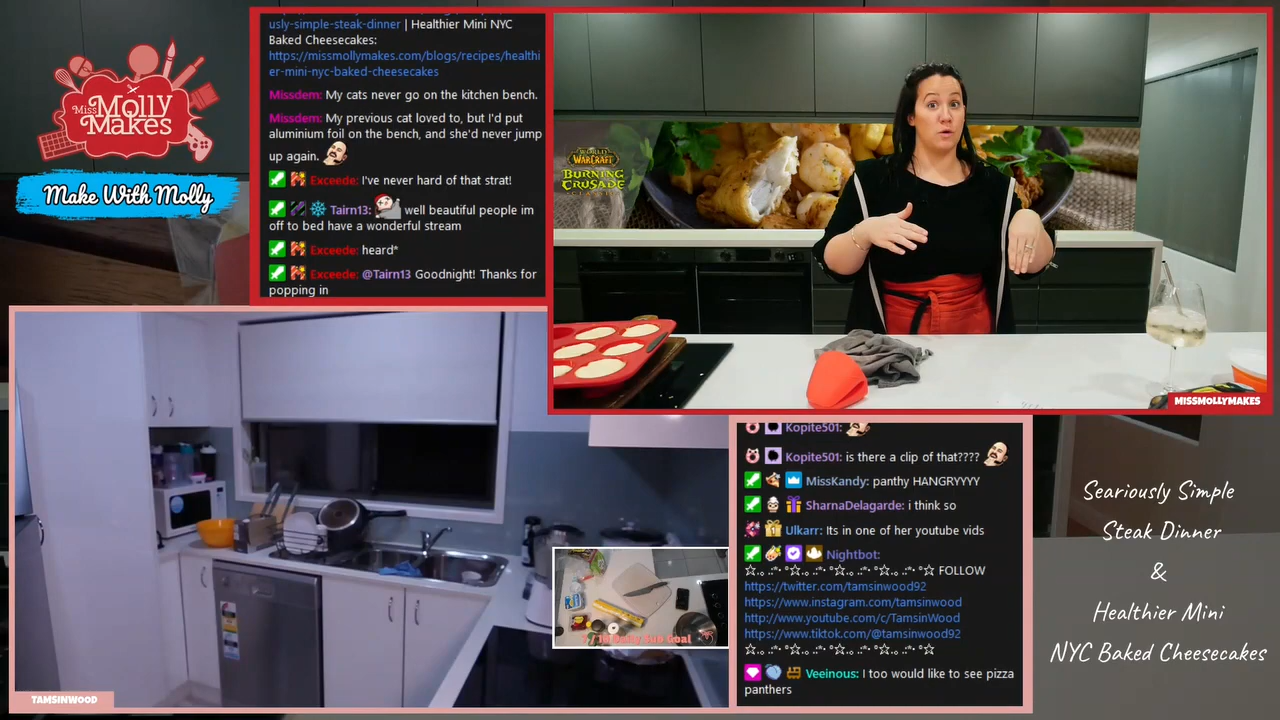 Miss
Molly
Makes
Make With Molly
usly-simple-steak-dinner | Healthier Mini NYC
Baked Cheesecakes:
https://missmollymakes.com/blogs/recipes/healthi
er-mini-nyc-baked-cheesecakes
Missdem: My cats never go on the kitchen bench.
Missdem: My previous cat loved to, but I'd put
aluminium foil on the bench, and she'd never jump
up again.
Exceede: I've never hard of that strat!
Tairn13: well beautiful people im
off to bed have a wonderful stream
Exceede: heard*
Exceede: @Tairn13 Goodnight! Thanks for
popping in
WORLD
WARCRAFT
BURNING
CRUSADE
CLASSIC
MISSMOLLYMAKES
Kopite501:
Kopite501: is there a clip of that????
MissKandy: panthy HANGRYYYY
SharnaDelagarde: i think so
Ulkarr: Its in one of her youtube vids
Nightbot:
☆.｡.:*・°☆.｡.:*・°☆.｡.:*・°☆.｡.:*・°☆ FOLLOW
https://twitter.com/tamsinwood92
https://www.instagram.com/tamsinwood
http://www.youtube.com/c/TamsinWood
https://www.tiktok.com/@tamsinwood92
☆.｡.:*・°☆.｡.:*・°☆.｡.:*・°☆.｡.:*・°☆
Veeinous: I too would like to see pizza
panthers
/ 10 Daily Sub Goal
TAMSINWOOD
Seariously Simple
Steak Dinner
&
Healthier Mini
NYC Baked Cheesecakes